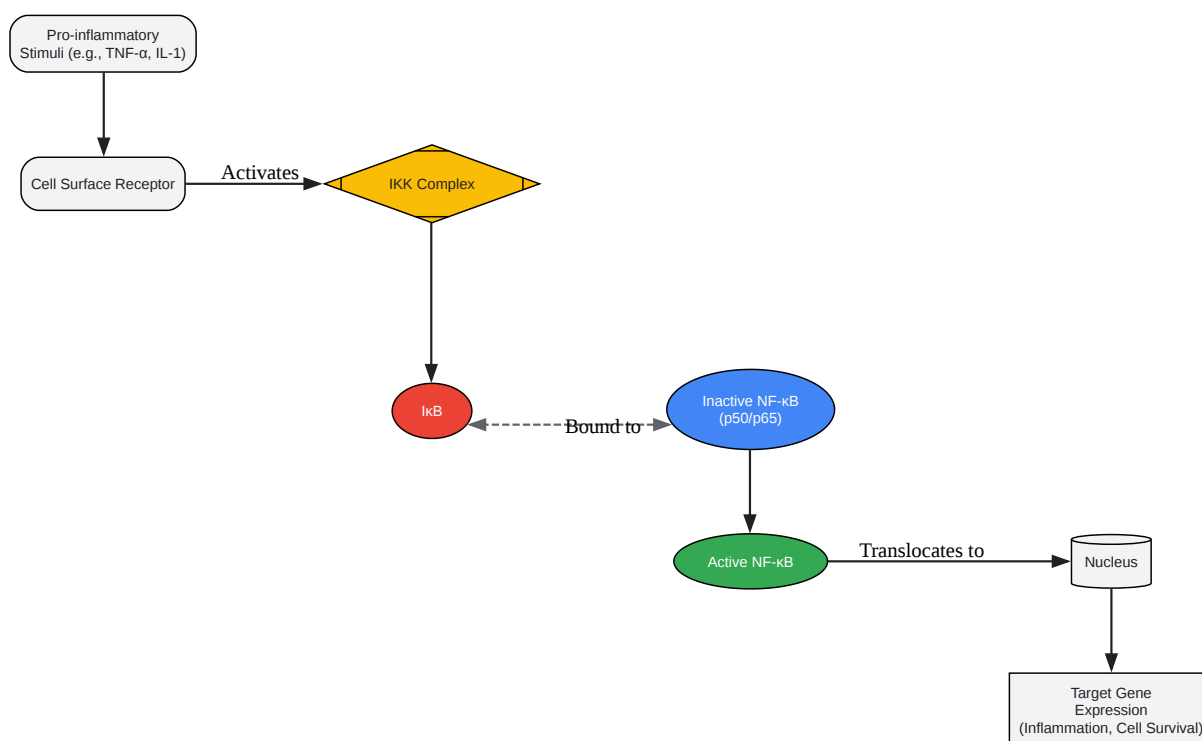 Pro-inflammatory
Stimuli (e.g., TNF-α, IL-1)
Cell Surface Receptor
Activates
IKK Complex
IκB
Bound to
Inactive NF-κB
(p50/p65)
Active NF-κB
Translocates to
Nucleus
Target Gene
Expression
(Inflammation, Cell Survival)